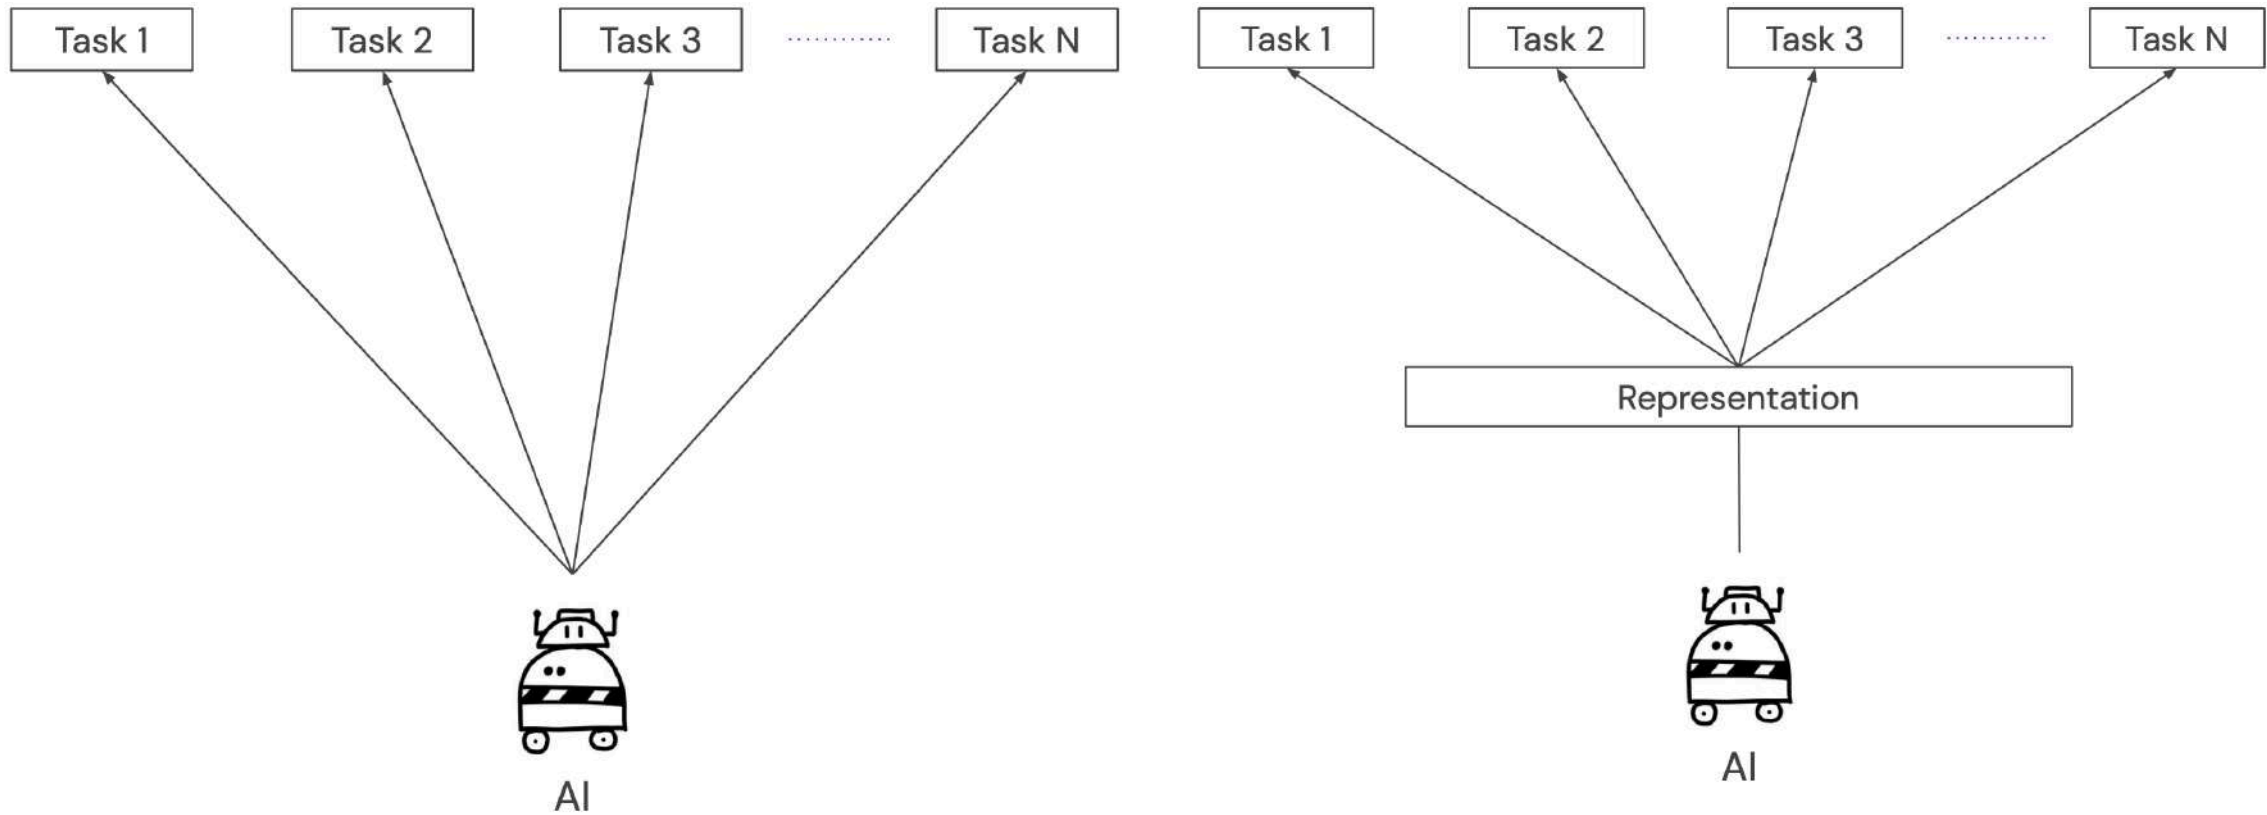 Task 1
Task 2
Task 3
Task N
AI
Task 1
Task 2
Task 3
Task N
Representation
AI